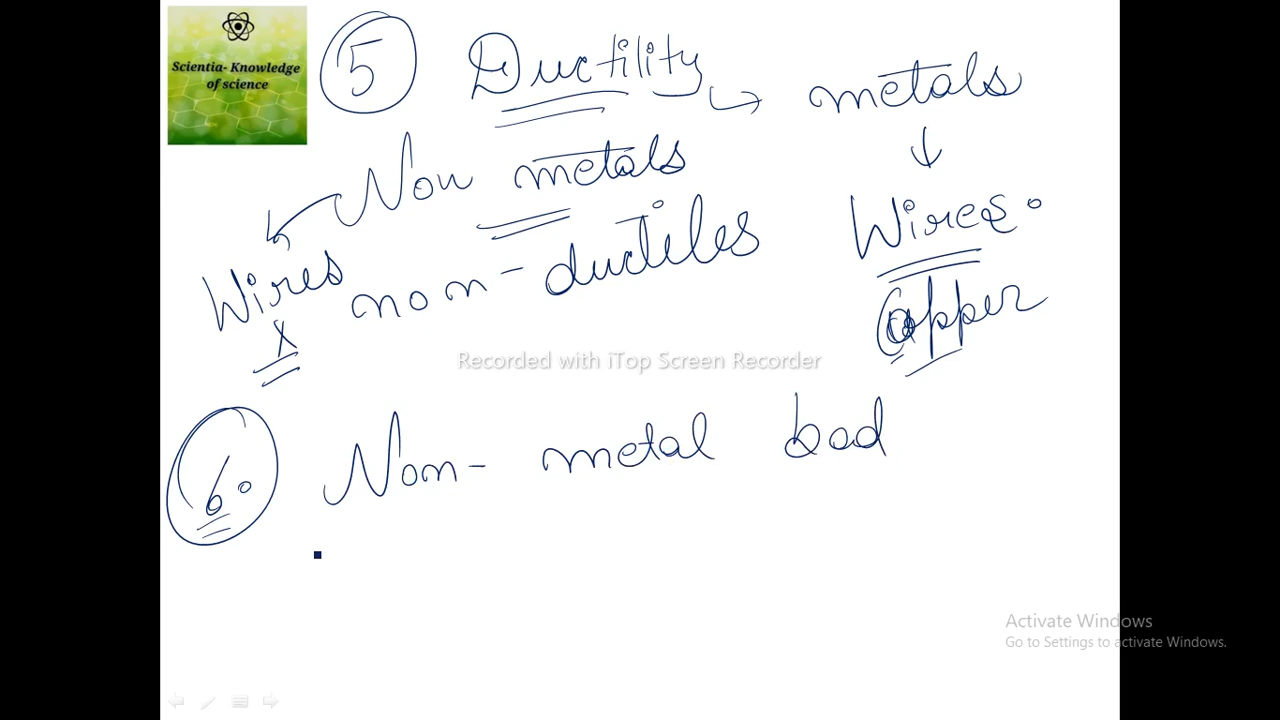 Scientia- Knowledge
of science
5 Ductility → metals
↓
Non metals
Wires.
Wires non-ductiles
X
Copper
Recorded with iTop Screen Recorder
6. Non- metal bad
Activate Windows
Go to Settings to activate Windows.